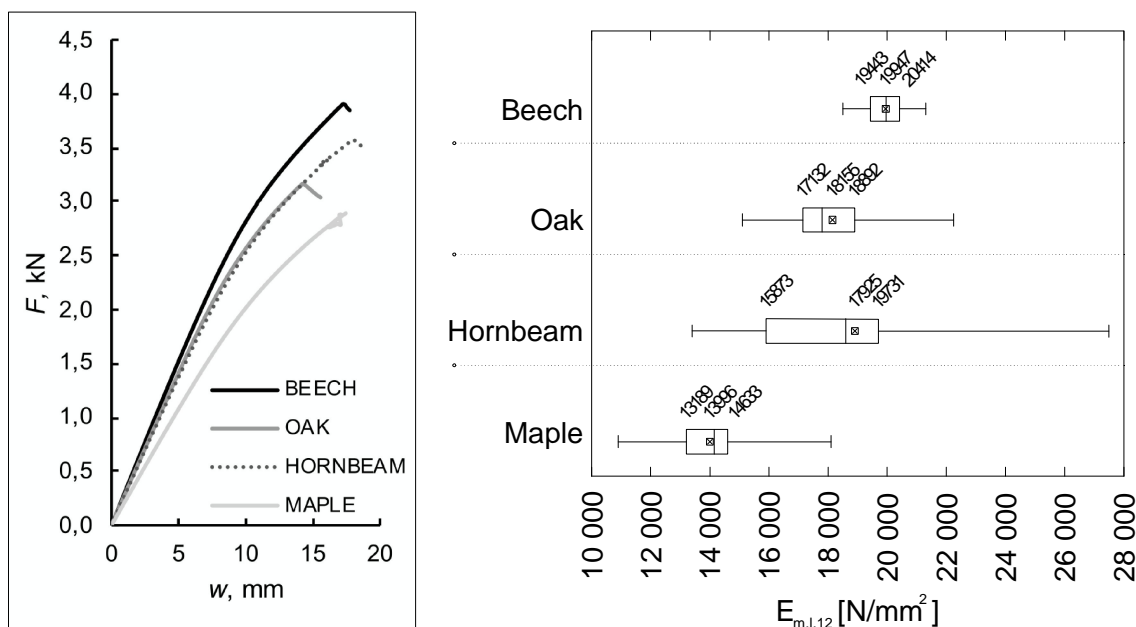 4,5
4,0
3,5
3,0
2,5
2,0
1,5
1,0
0,5
0,0
F, kN
0 5 10 15 20
w, mm
BEECH
OAK
HORNBEAM
MAPLE
Beech
19443 19947 20414
Oak
17132 18155 18892
Hornbeam
15873 17925 19731
Maple
13189 13996 14633
10 000 12 000 14 000 16 000 18 000 20 000 22 000 24 000 26 000 28 000
E_m,l,12 [N/mm²]